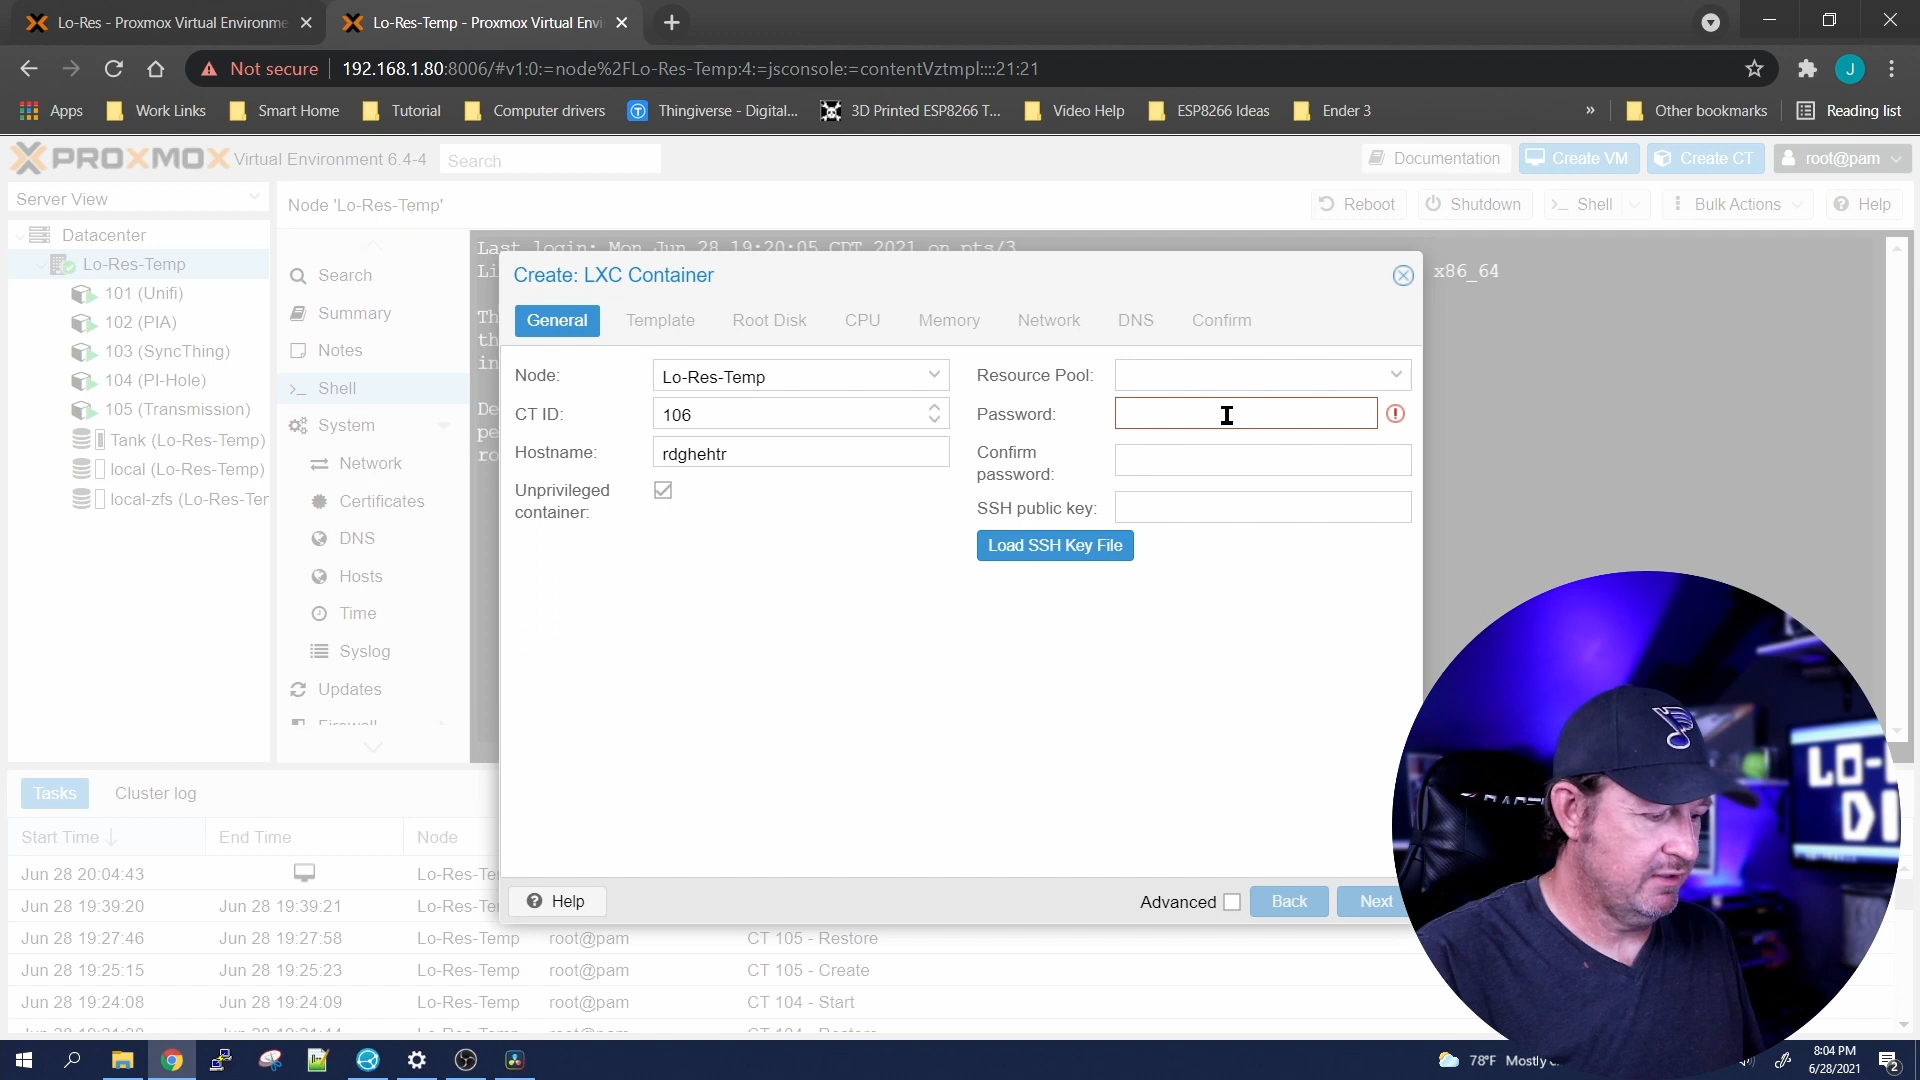 Lo-Res - Proxmox Virtual Environme
Lo-Res-Temp - Proxmox Virtual Envi
Not secure
192.168.1.80:8006/#v1:0:=node%2FLo-Res-Temp:4:=jsconsole:=contentVztmpl::::21:21
J
Apps
Work Links
Smart Home
Tutorial
Computer drivers
Thingiverse - Digital...
3D Printed ESP8266 T...
Video Help
ESP8266 Ideas
Ender 3
»
Other bookmarks
Reading list
PROXMOX Virtual Environment 6.4-4
Search
Documentation
Create VM
Create CT
root@pam
Server View
Node 'Lo-Res-Temp'
Reboot
Shutdown
Shell
Bulk Actions
Help
Datacenter
Lo-Res-Temp
101 (Unifi)
102 (PIA)
103 (SyncThing)
104 (PI-Hole)
105 (Transmission)
Tank (Lo-Res-Temp)
local (Lo-Res-Temp)
local-zfs (Lo-Res-Ter
Search
Summary
Notes
Shell
System
Network
Certificates
DNS
Hosts
Time
Syslog
Updates
Firewall
Last login: Mon Jun 28 19:20:05 CDT 2021 on pts/3
Li
x86_64
Th
th
in
De
pe
ro
Create: LXC Container
General
Template
Root Disk
CPU
Memory
Network
DNS
Confirm
Node:
Lo-Res-Temp
CT ID:
106
Hostname:
rdghehtr
Unprivileged
container:
Resource Pool:
Password:
Confirm
password:
SSH public key:
Load SSH Key File
Help
Advanced
Back
Next
Tasks
Cluster log
Start Time
End Time
Node
Jun 28 20:04:43
Lo-Res-Te
Jun 28 19:39:20
Jun 28 19:39:21
Lo-Res-Te
Jun 28 19:27:46
Jun 28 19:27:58
Lo-Res-Temp
root@pam
CT 105 - Restore
Jun 28 19:25:15
Jun 28 19:25:23
Lo-Res-Temp
root@pam
CT 105 - Create
Jun 28 19:24:08
Jun 28 19:24:09
Lo-Res-Temp
root@pam
CT 104 - Start
LO-
DI
78°F Mostly
8:04 PM
6/28/2021
2